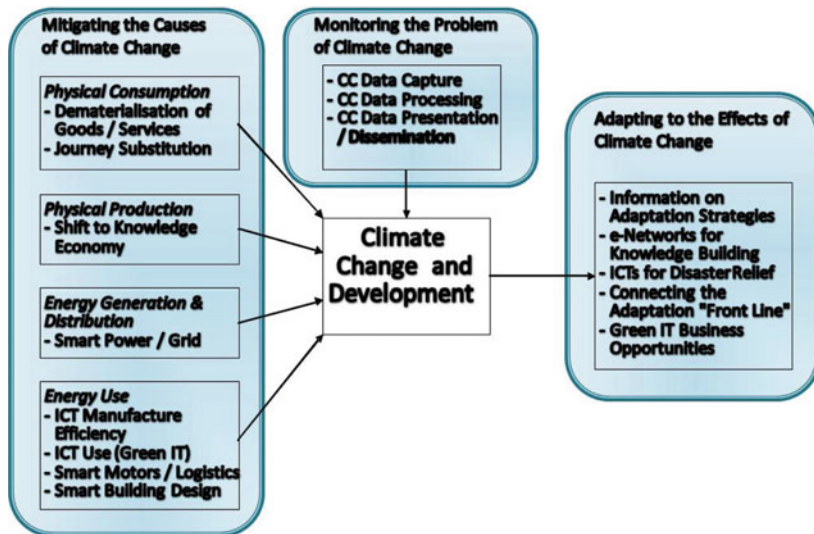 Mitigating the Causes
of Climate Change
Physical Consumption
- Dematerialisation of
Goods / Services
- Journey Substitution
Physical Production
- Shift to Knowledge
Economy
Energy Generation &
Distribution
- Smart Power / Grid
Energy Use
- ICT Manufacture
Efficiency
- ICT Use (Green IT)
- Smart Motors / Logistics
- Smart Building Design
Monitoring the Problem
of Climate Change
- CC Data Capture
- CC Data Processing
- CC Data Presentation
/ Dissemination
Climate
Change and
Development
Adapting to the Effects of
Climate Change
- Information on
Adaptation Strategies
- e-Networks for
Knowledge Building
- ICTs for Disaster Relief
- Connecting the
Adaptation "Front Line"
- Green IT Business
Opportunities